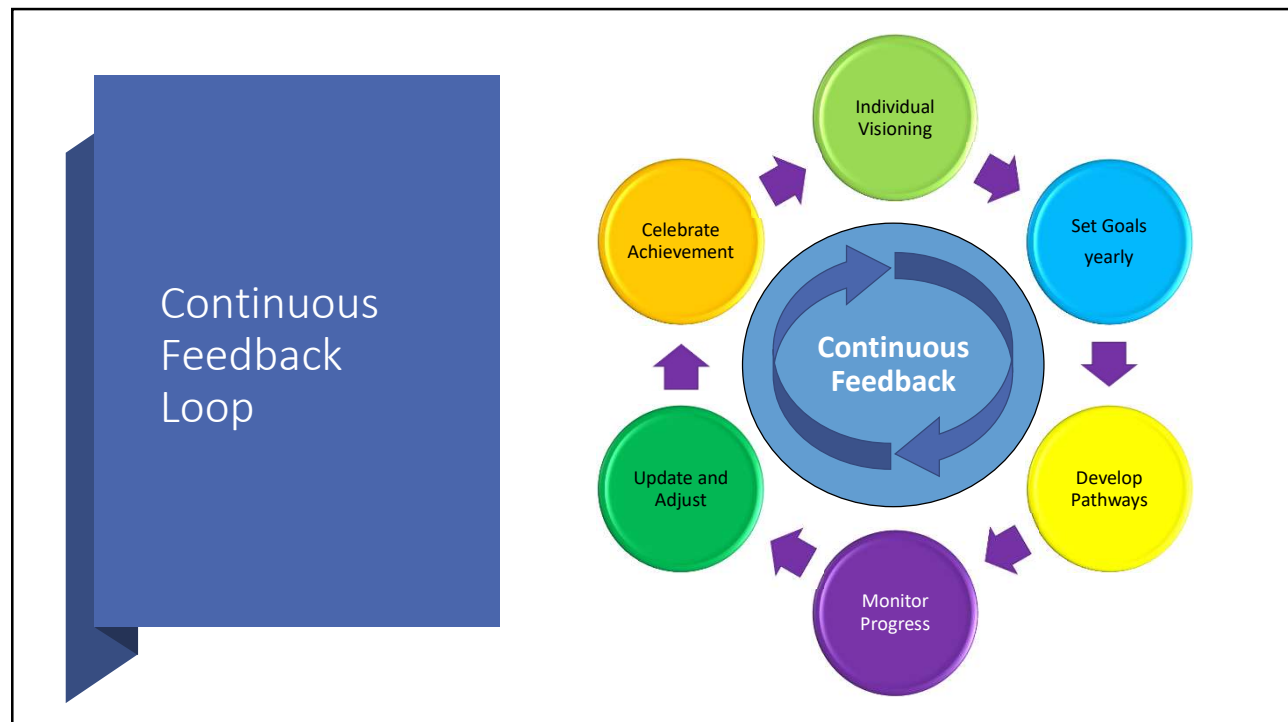 Continuous
Feedback
Loop
Individual
Visioning
Set Goals
yearly
Develop
Pathways
Monitor
Progress
Update and
Adjust
Celebrate
Achievement
Continuous
Feedback